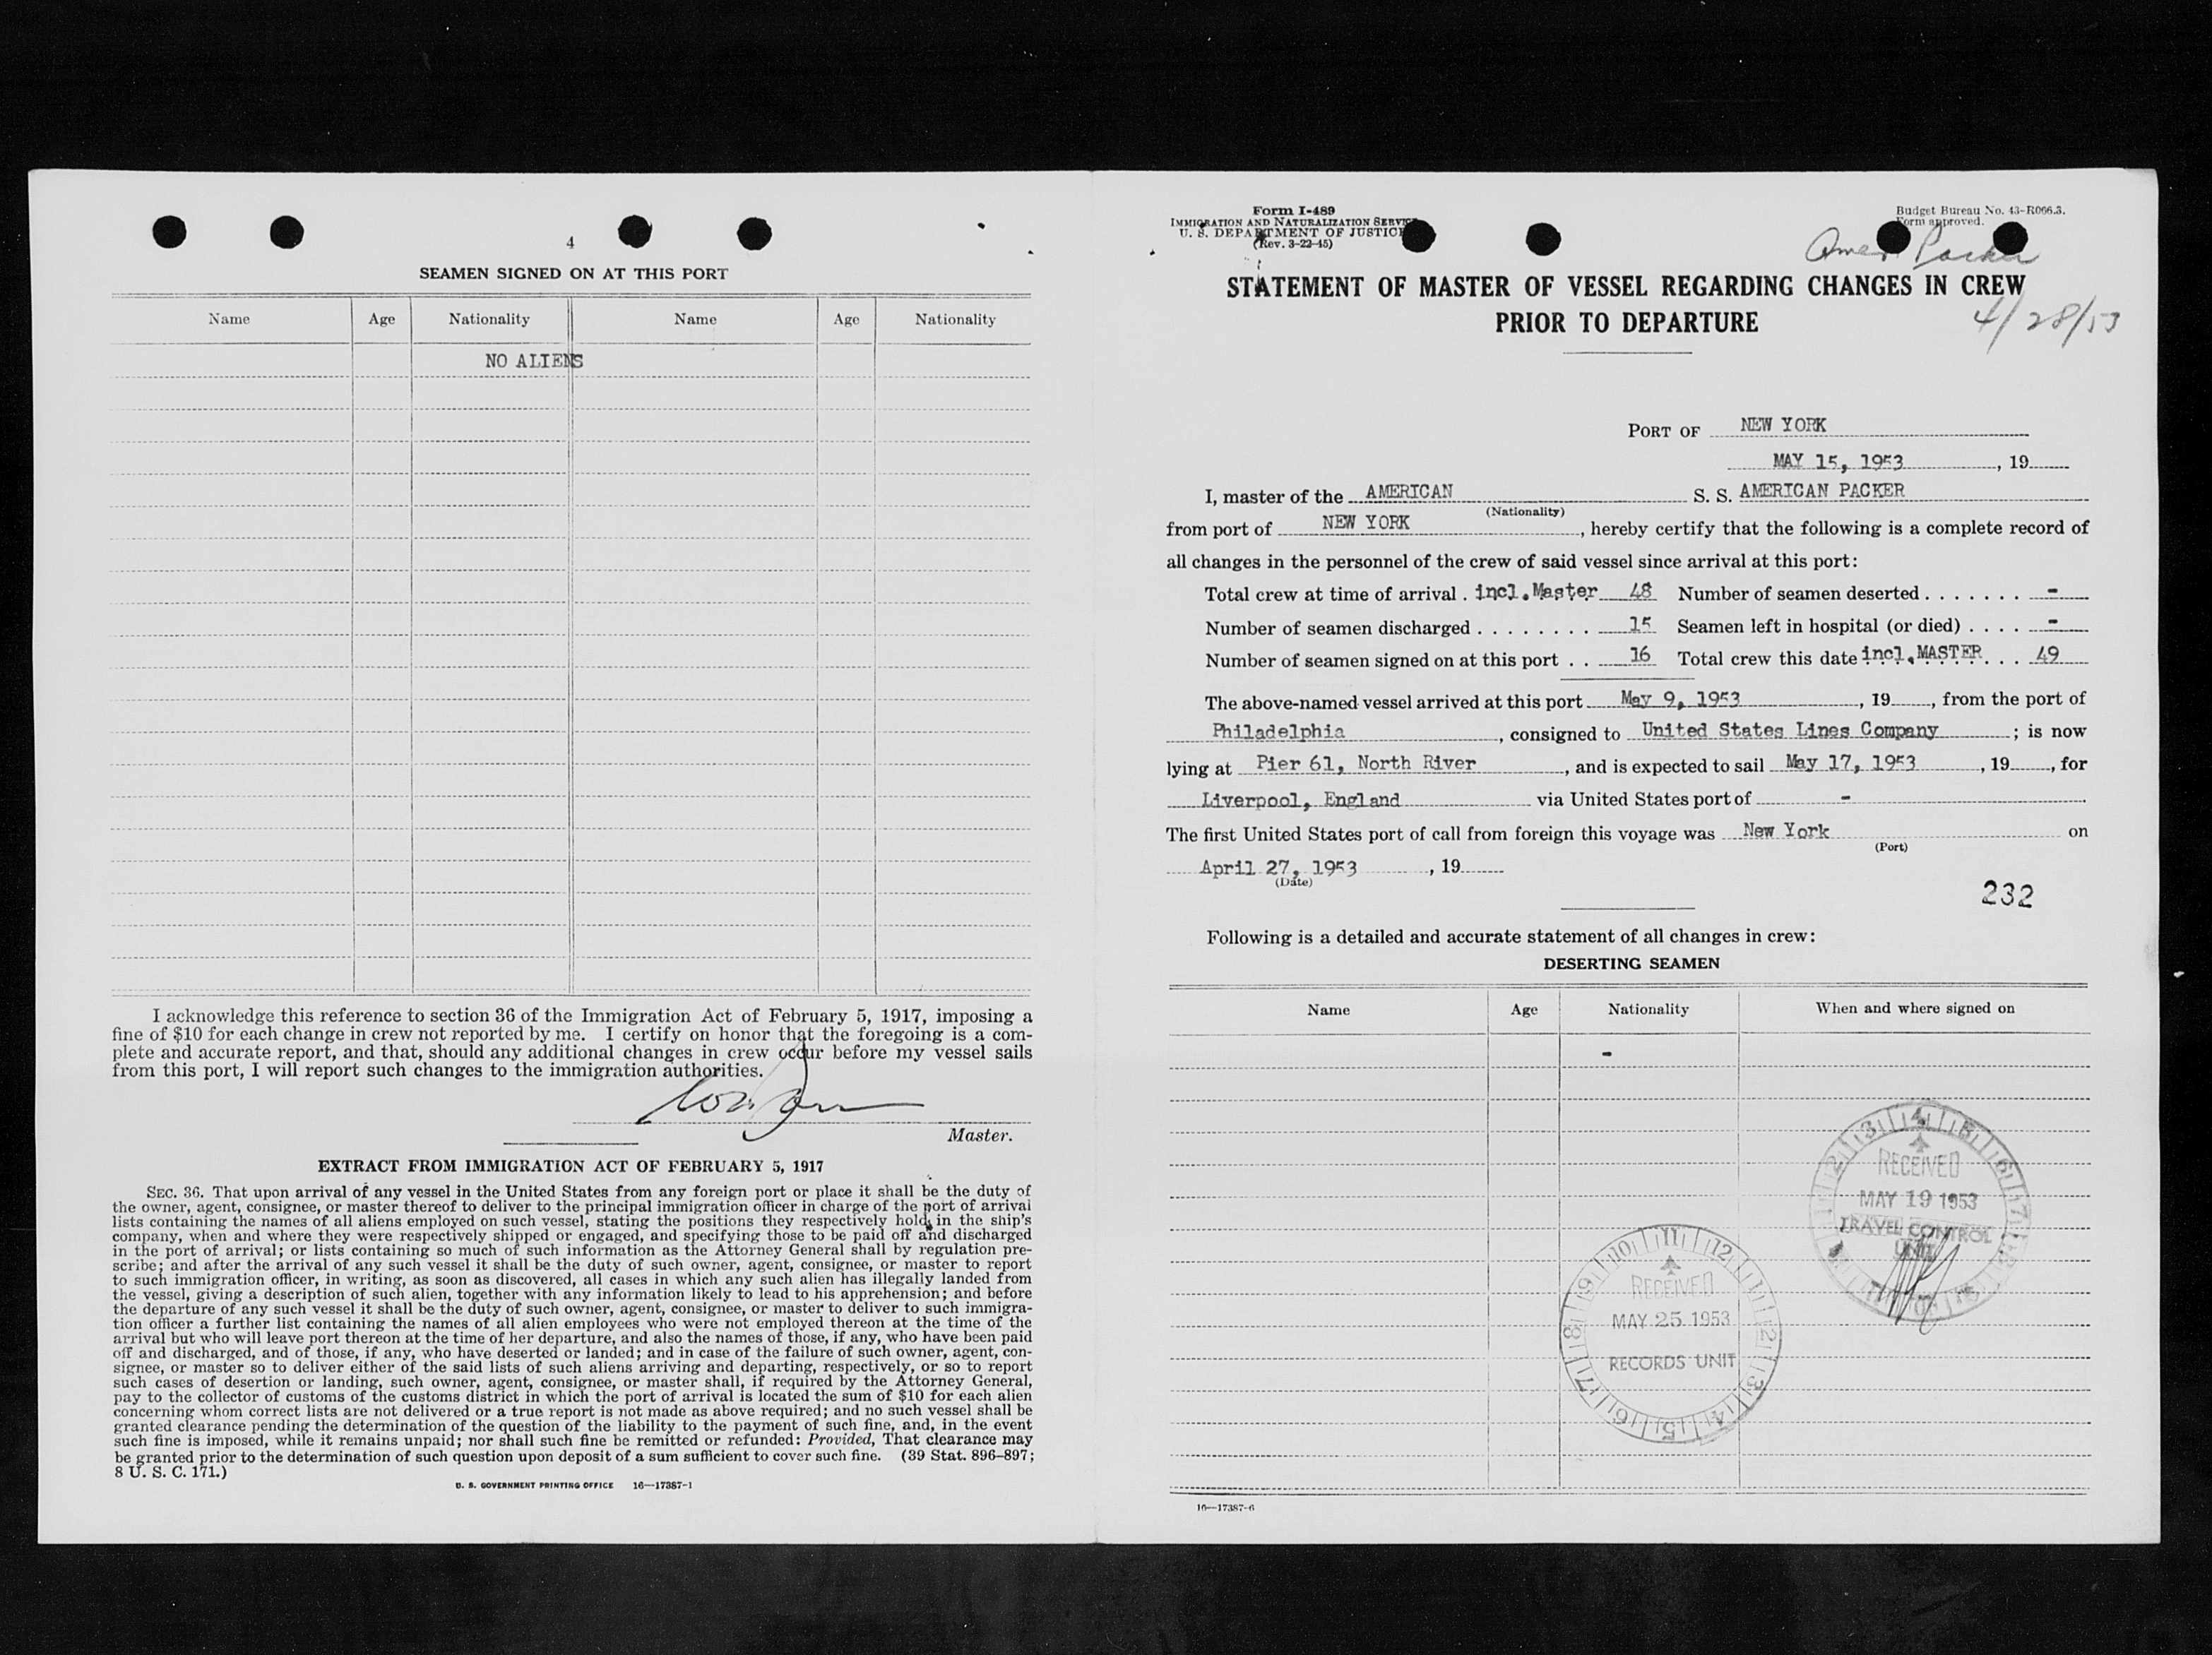 4
SEAMEN SIGNED ON AT THIS PORT
Name Age Nationality Name Age Nationality
NO ALIENS
I acknowledge this reference to section 36 of the Immigration Act of February 5, 1917, imposing a
fine of $10 for each change in crew not reported by me. I certify on honor that the foregoing is a com-
plete and accurate report, and that, should any additional changes in crew occur before my vessel sails
from this port, I will report such changes to the immigration authorities.
Master.
EXTRACT FROM IMMIGRATION ACT OF FEBRUARY 5, 1917
SEC. 36. That upon arrival of any vessel in the United States from any foreign port or place it shall be the duty of
the owner, agent, consignee, or master thereof to deliver to the principal immigration officer in charge of the port of arrival
lists containing the names of all aliens employed on such vessel, stating the positions they respectively hold in the ship's
company, when and where they were respectively shipped or engaged, and specifying those to be paid off and discharged
in the port of arrival; or lists containing so much of such information as the Attorney General shall by regulation pre-
scribe; and after the arrival of any such vessel it shall be the duty of such owner, agent, consignee, or master to report
to such immigration officer, in writing, as soon as discovered, all cases in which any such alien has illegally landed from
the vessel, giving a description of such alien, together with any information likely to lead to his apprehension; and before
the departure of any such vessel it shall be the duty of such owner, agent, consignee, or master to deliver to such immigra-
tion officer a further list containing the names of all alien employees who were not employed thereon at the time of the
arrival but who will leave port thereon at the time of her departure, and also the names of those, if any, who have been paid
off and discharged, and of those, if any, who have deserted or landed; and in case of the failure of such owner, agent, con-
signee, or master so to deliver either of the said lists of such aliens arriving and departing, respectively, or so to report
such cases of desertion or landing, such owner, agent, consignee, or master shall, if required by the Attorney General,
pay to the collector of customs of the customs district in which the port of arrival is located the sum of $10 for each alien
concerning whom correct lists are not delivered or a true report is not made as above required; and no such vessel shall be
granted clearance pending the determination of the question of the liability to the payment of such fine, and, in the event
such fine is imposed, while it remains unpaid; nor shall such fine be remitted or refunded: Provided, That clearance may
be granted prior to the determination of such question upon deposit of a sum sufficient to cover such fine. (39 Stat. 896–897;
8 U. S. C. 171.)
U. S. GOVERNMENT PRINTING OFFICE 16—17387-1
Form I-489
IMMIGRATION AND NATURALIZATION SERVICE
U. S. DEPARTMENT OF JUSTICE
(Rev. 3-22-45)
Budget Bureau No. 43-R066.3.
Form approved.
Amer Packer
STATEMENT OF MASTER OF VESSEL REGARDING CHANGES IN CREW
PRIOR TO DEPARTURE
4/28/53
PORT OF NEW YORK
MAY 15, 1953, 19
I, master of the AMERICAN S. S. AMERICAN PACKER
(Nationality)
from port of NEW YORK, hereby certify that the following is a complete record of
all changes in the personnel of the crew of said vessel since arrival at this port:
Total crew at time of arrival . incl. Master 48 Number of seamen deserted . . . . . . . -
Number of seamen discharged . . . . . . . . 15 Seamen left in hospital (or died) . . . . -
Number of seamen signed on at this port . . 16 Total crew this date incl. MASTER . . 49
The above-named vessel arrived at this port May 9, 1953, 19, from the port of
Philadelphia, consigned to United States Lines Company; is now
lying at Pier 61, North River, and is expected to sail May 17, 1953, 19, for
Liverpool, England via United States port of -
The first United States port of call from foreign this voyage was New York on
(Port)
April 27, 1953, 19
(Date)
232
Following is a detailed and accurate statement of all changes in crew:
DESERTING SEAMEN
Name Age Nationality When and where signed on
-
RECEIVED
MAY 19 1953
TRAVEL CONTROL
UNIT
RECEIVED
MAY 25 1953
RECORDS UNIT
16—17387-6